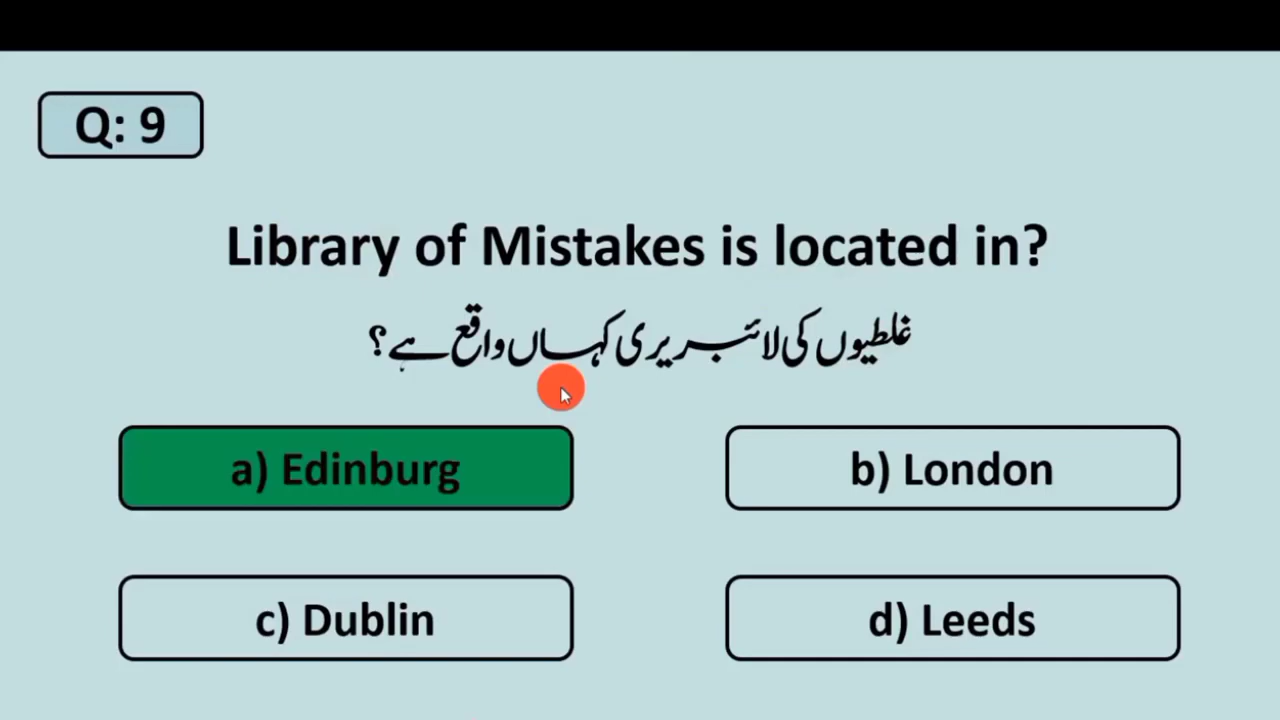 Q: 9
Library of Mistakes is located in?
غلطیوں کی لائبریری کہاں واقع ہے؟
a) Edinburg
b) London
c) Dublin
d) Leeds